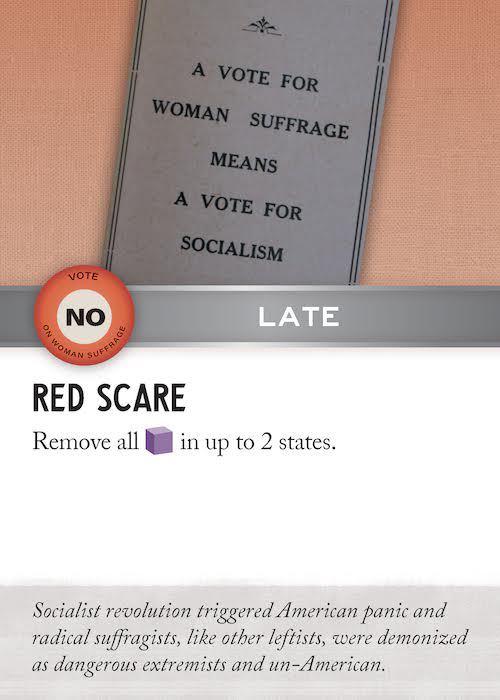 A VOTE FOR
WOMAN SUFFRAGE
MEANS
A VOTE FOR
SOCIALISM
VOTE
NO
ON WOMAN SUFFRAGE
LATE
RED SCARE
Remove all in up to 2 states.
Socialist revolution triggered American panic and
radical suffragists, like other leftists, were demonized
as dangerous extremists and un-American.